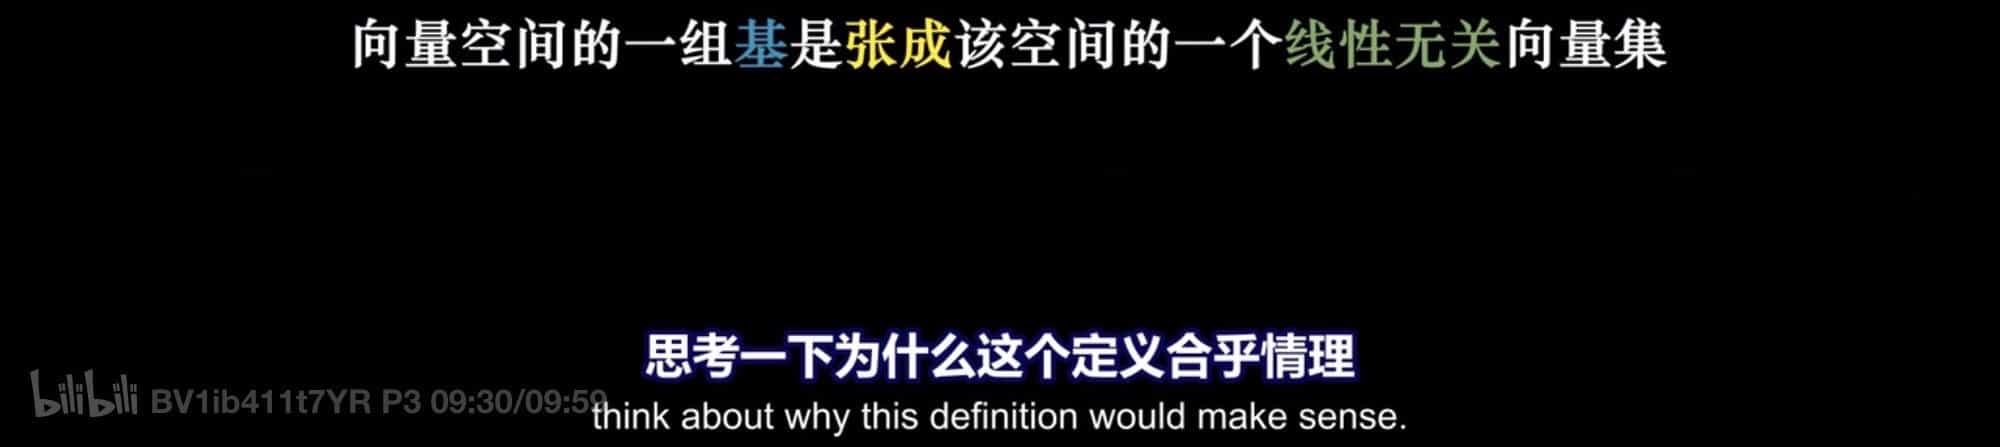 向量空间的一组基是张成该空间的一个线性无关向量集
思考一下为什么这个定义合乎情理
bilibili BV1ib411t7YR P3 09:30/09:59
think about why this definition would make sense.